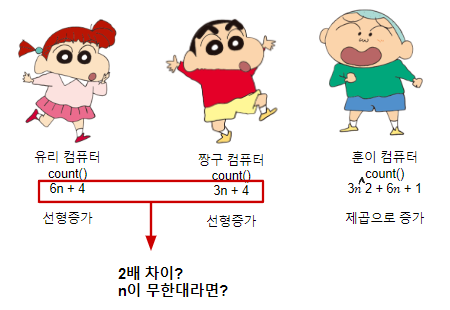 유리 컴퓨터
count()
6n + 4
선형증가
짱구 컴퓨터
count()
3n + 4
선형증가
훈이 컴퓨터
count()
3n^2 + 6n + 1
제곱으로 증가
2배 차이?
n이 무한대라면?